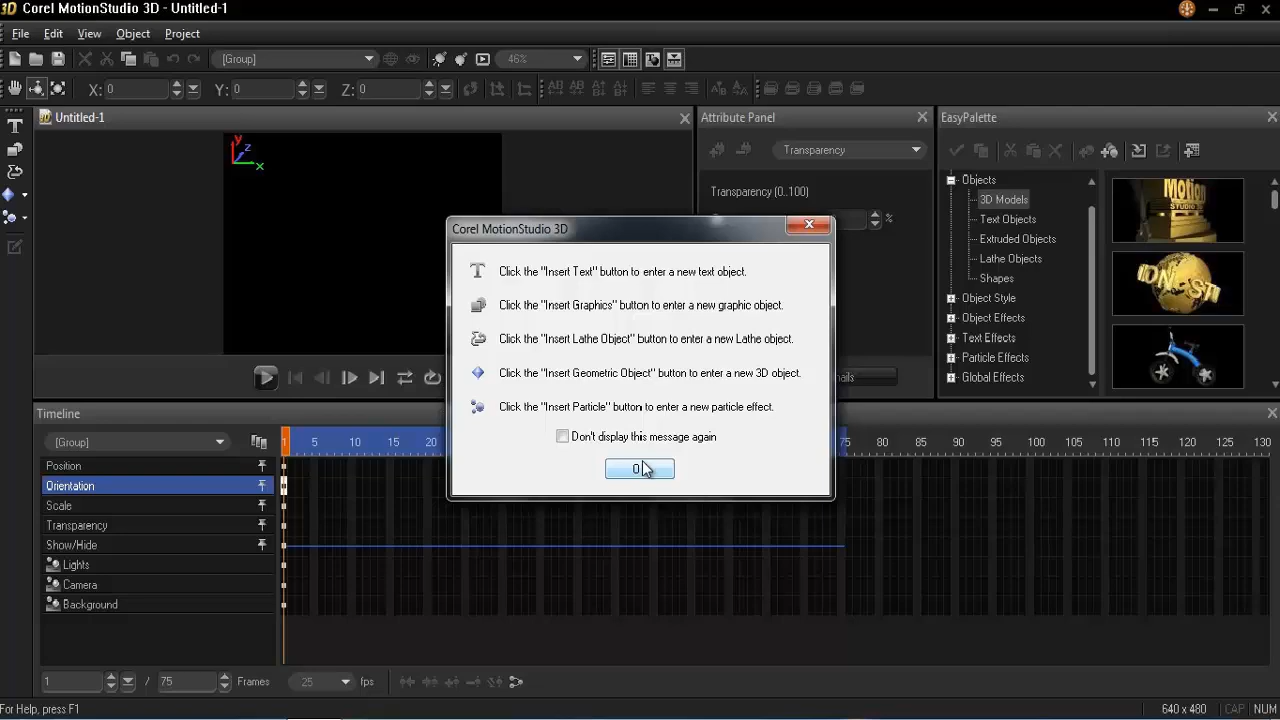 Corel MotionStudio 3D - Untitled-1
File Edit View Object Project
[Group] 46%
X: 0 Y: 0 Z: 0
Untitled-1
y
z
x
Attribute Panel
Transparency
Transparency (0..100)
%
EasyPalette
Objects
3D Models
Text Objects
Extruded Objects
Lathe Objects
Shapes
Object Style
Object Effects
Text Effects
Particle Effects
Global Effects
Corel MotionStudio 3D
Click the "Insert Text" button to enter a new text object.
Click the "Insert Graphics" button to enter a new graphic object.
Click the "Insert Lathe Object" button to enter a new Lathe object.
Click the "Insert Geometric Object" button to enter a new 3D object.
Click the "Insert Particle" button to enter a new particle effect.
Don't display this message again
Timeline
[Group]
1 5 10 15 20 75 80 85 90 95 100 105 110 115 120 125 130
Position
Orientation
Scale
Transparency
Show/Hide
Lights
Camera
Background
1 / 75 Frames 25 fps
For Help, press F1
640 x 480 CAP NUM